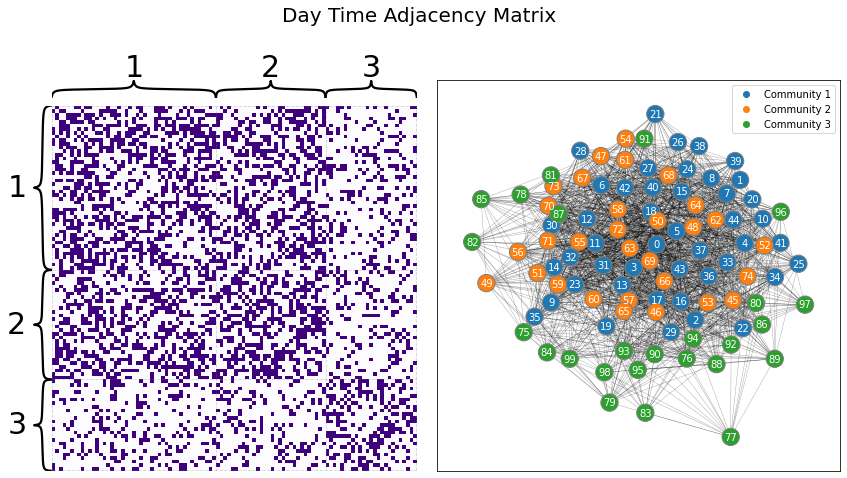 Day Time Adjacency Matrix
1 2 3
1
2
3
Community 1
Community 2
Community 3
21
54 91 26 38
28 47 61 39
27 24
81 67 68 8 1
73 6 42 40 15 7
78 85 20
70 87 58 18 64 96
12 50 62 44 10
30 72 5 48
82 71 55 11 63 0 4 52 41
56 37
32 69 33 25
51 14 31 3 43 36 74 34
49 59 23 13 66
9 60 57 17 16 53 45 80 97
35 65 46 2
75 19 29 22 86
94 92
84 99 93 90 76 88 89
98 95
79 83
77